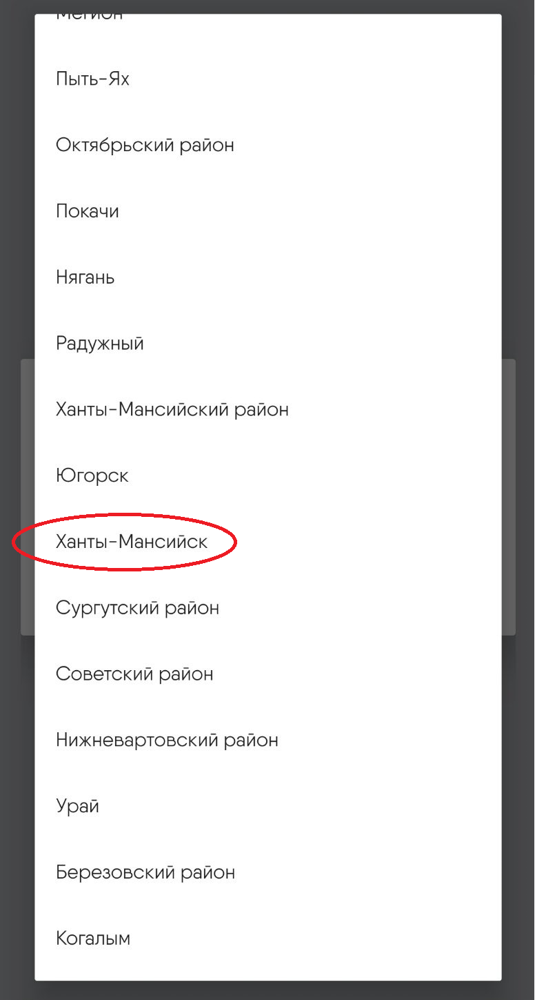 Мегион
Пыть-Ях
Октябрьский район
Покачи
Нягань
Радужный
Ханты-Мансийский район
Югорск
Ханты-Мансийск
Сургутский район
Советский район
Нижневартовский район
Урай
Березовский район
Когалым